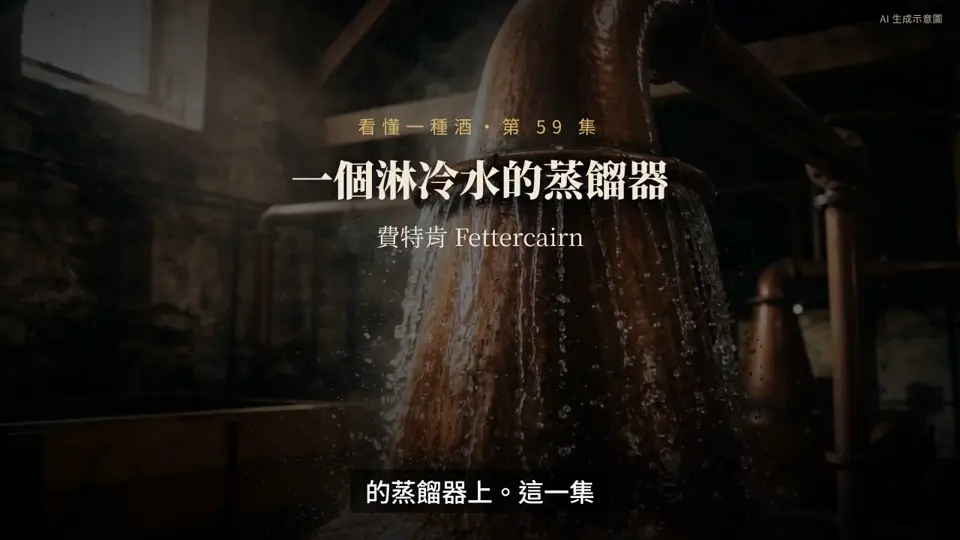 AI 生成示意圖
看懂一種酒・第 59 集
一個淋冷水的蒸餾器
費特肯 Fettercairn
的蒸餾器上。這一集